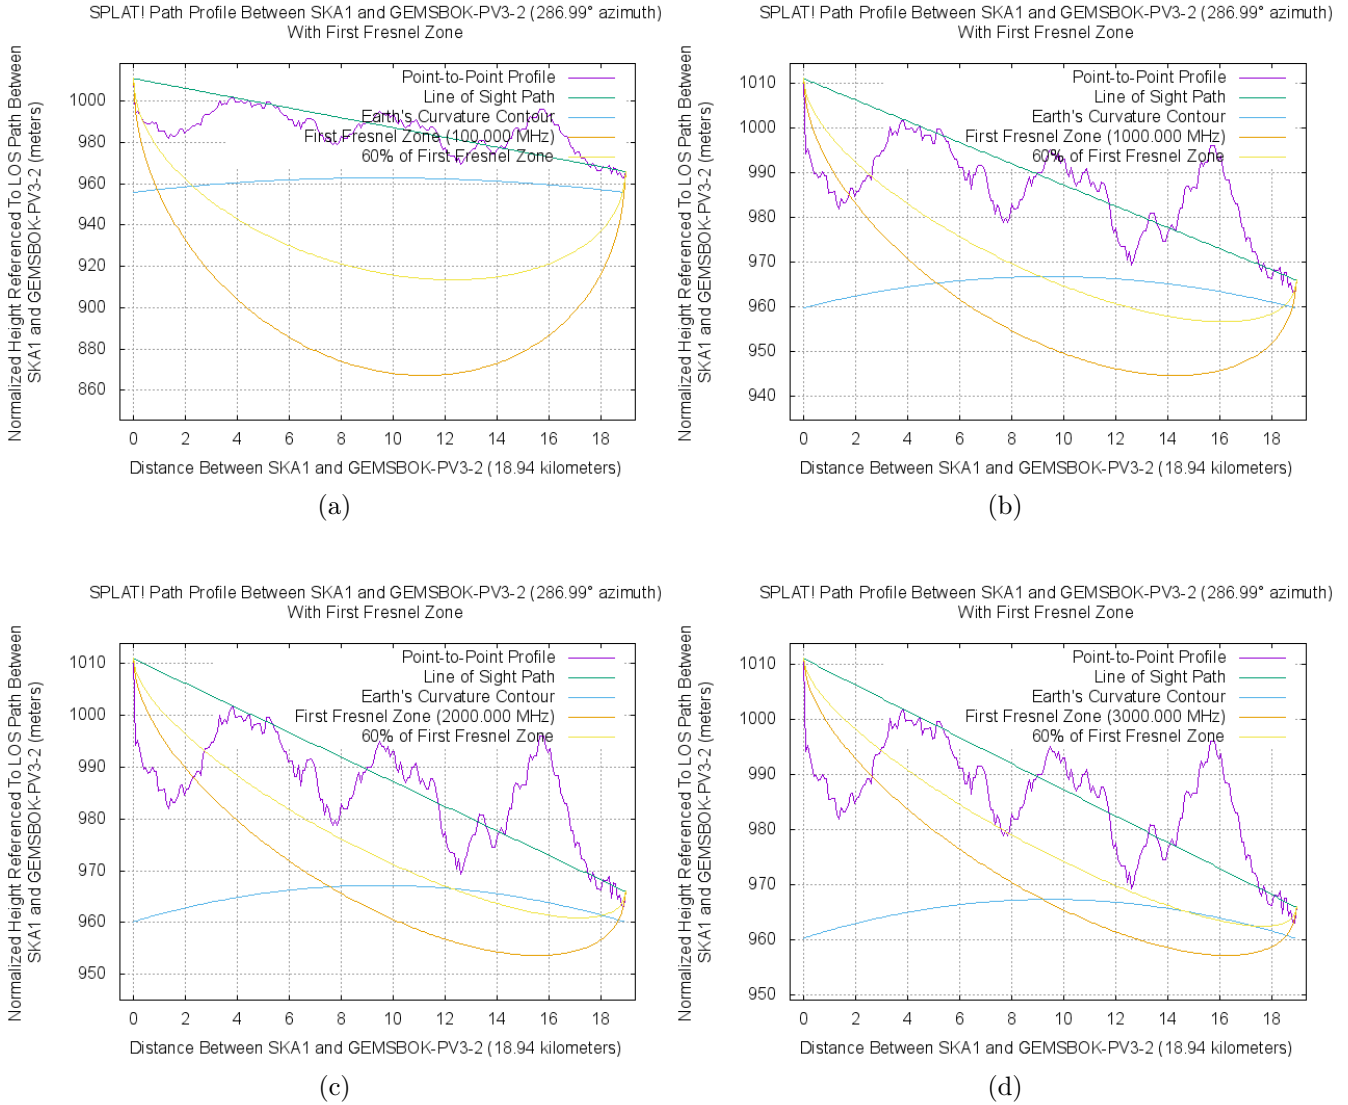 SPLAT! Path Profile Between SKA1 and GEMSBOK-PV3-2 (286.99° azimuth)
With First Fresnel Zone
Normalized Height Referenced To LOS Path Between
SKA1 and GEMSBOK-PV3-2 (meters)
Point-to-Point Profile
Line of Sight Path
Earth's Curvature Contour
First Fresnel Zone (100.000 MHz)
60% of First Fresnel Zone
1000
980
960
940
920
900
880
860
0 2 4 6 8 10 12 14 16 18
Distance Between SKA1 and GEMSBOK-PV3-2 (18.94 kilometers)
(a)
SPLAT! Path Profile Between SKA1 and GEMSBOK-PV3-2 (286.99° azimuth)
With First Fresnel Zone
Normalized Height Referenced To LOS Path Between
SKA1 and GEMSBOK-PV3-2 (meters)
Point-to-Point Profile
Line of Sight Path
Earth's Curvature Contour
First Fresnel Zone (1000.000 MHz)
60% of First Fresnel Zone
1010
1000
990
980
970
960
950
940
0 2 4 6 8 10 12 14 16 18
Distance Between SKA1 and GEMSBOK-PV3-2 (18.94 kilometers)
(b)
SPLAT! Path Profile Between SKA1 and GEMSBOK-PV3-2 (286.99° azimuth)
With First Fresnel Zone
Normalized Height Referenced To LOS Path Between
SKA1 and GEMSBOK-PV3-2 (meters)
Point-to-Point Profile
Line of Sight Path
Earth's Curvature Contour
First Fresnel Zone (2000.000 MHz)
60% of First Fresnel Zone
1010
1000
990
980
970
960
950
0 2 4 6 8 10 12 14 16 18
Distance Between SKA1 and GEMSBOK-PV3-2 (18.94 kilometers)
(c)
SPLAT! Path Profile Between SKA1 and GEMSBOK-PV3-2 (286.99° azimuth)
With First Fresnel Zone
Normalized Height Referenced To LOS Path Between
SKA1 and GEMSBOK-PV3-2 (meters)
Point-to-Point Profile
Line of Sight Path
Earth's Curvature Contour
First Fresnel Zone (3000.000 MHz)
60% of First Fresnel Zone
1010
1000
990
980
970
960
950
0 2 4 6 8 10 12 14 16 18
Distance Between SKA1 and GEMSBOK-PV3-2 (18.94 kilometers)
(d)